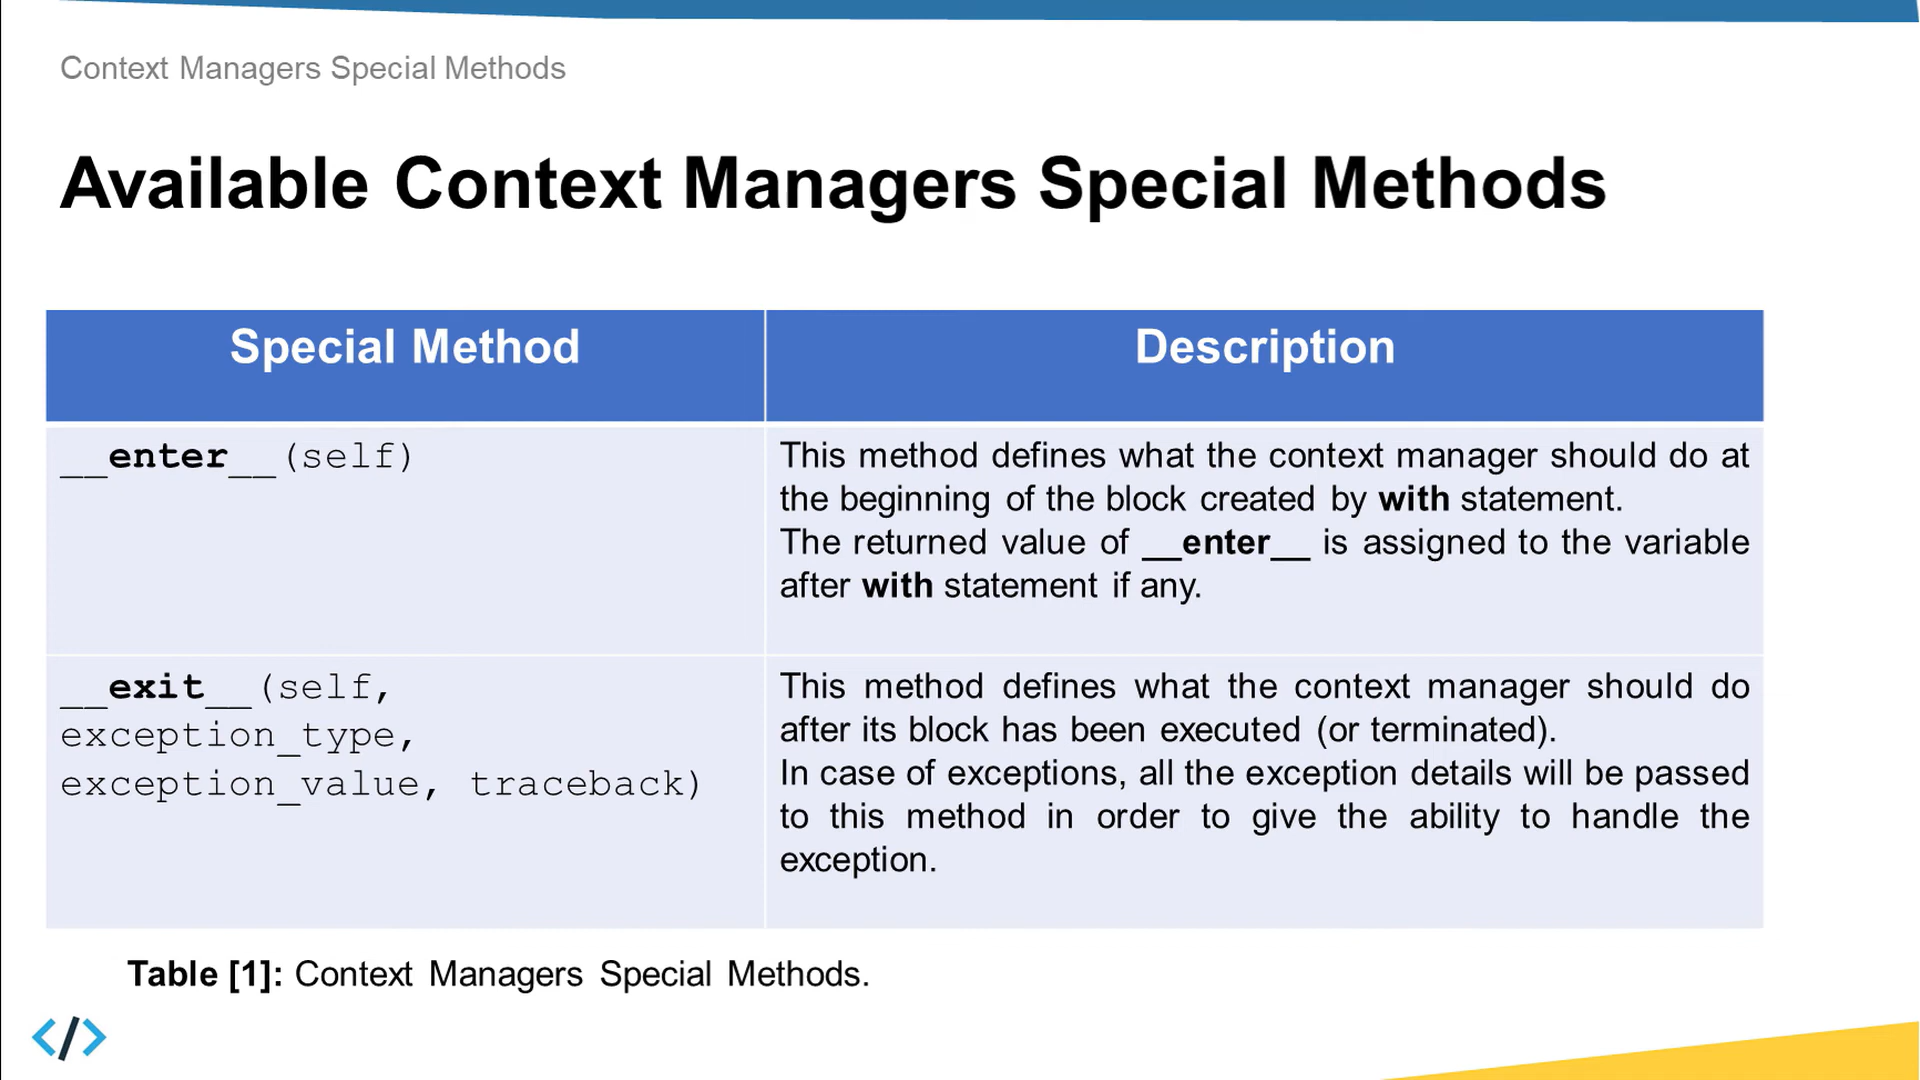 Context Managers Special Methods
Available Context Managers Special Methods
Special Method
Description
__enter__(self)
This method defines what the context manager should do at
the beginning of the block created by with statement.
The returned value of __enter__ is assigned to the variable
after with statement if any.
__exit__(self,
exception_type,
exception_value, traceback)
This method defines what the context manager should do
after its block has been executed (or terminated).
In case of exceptions, all the exception details will be passed
to this method in order to give the ability to handle the
exception.
Table [1]: Context Managers Special Methods.
</>